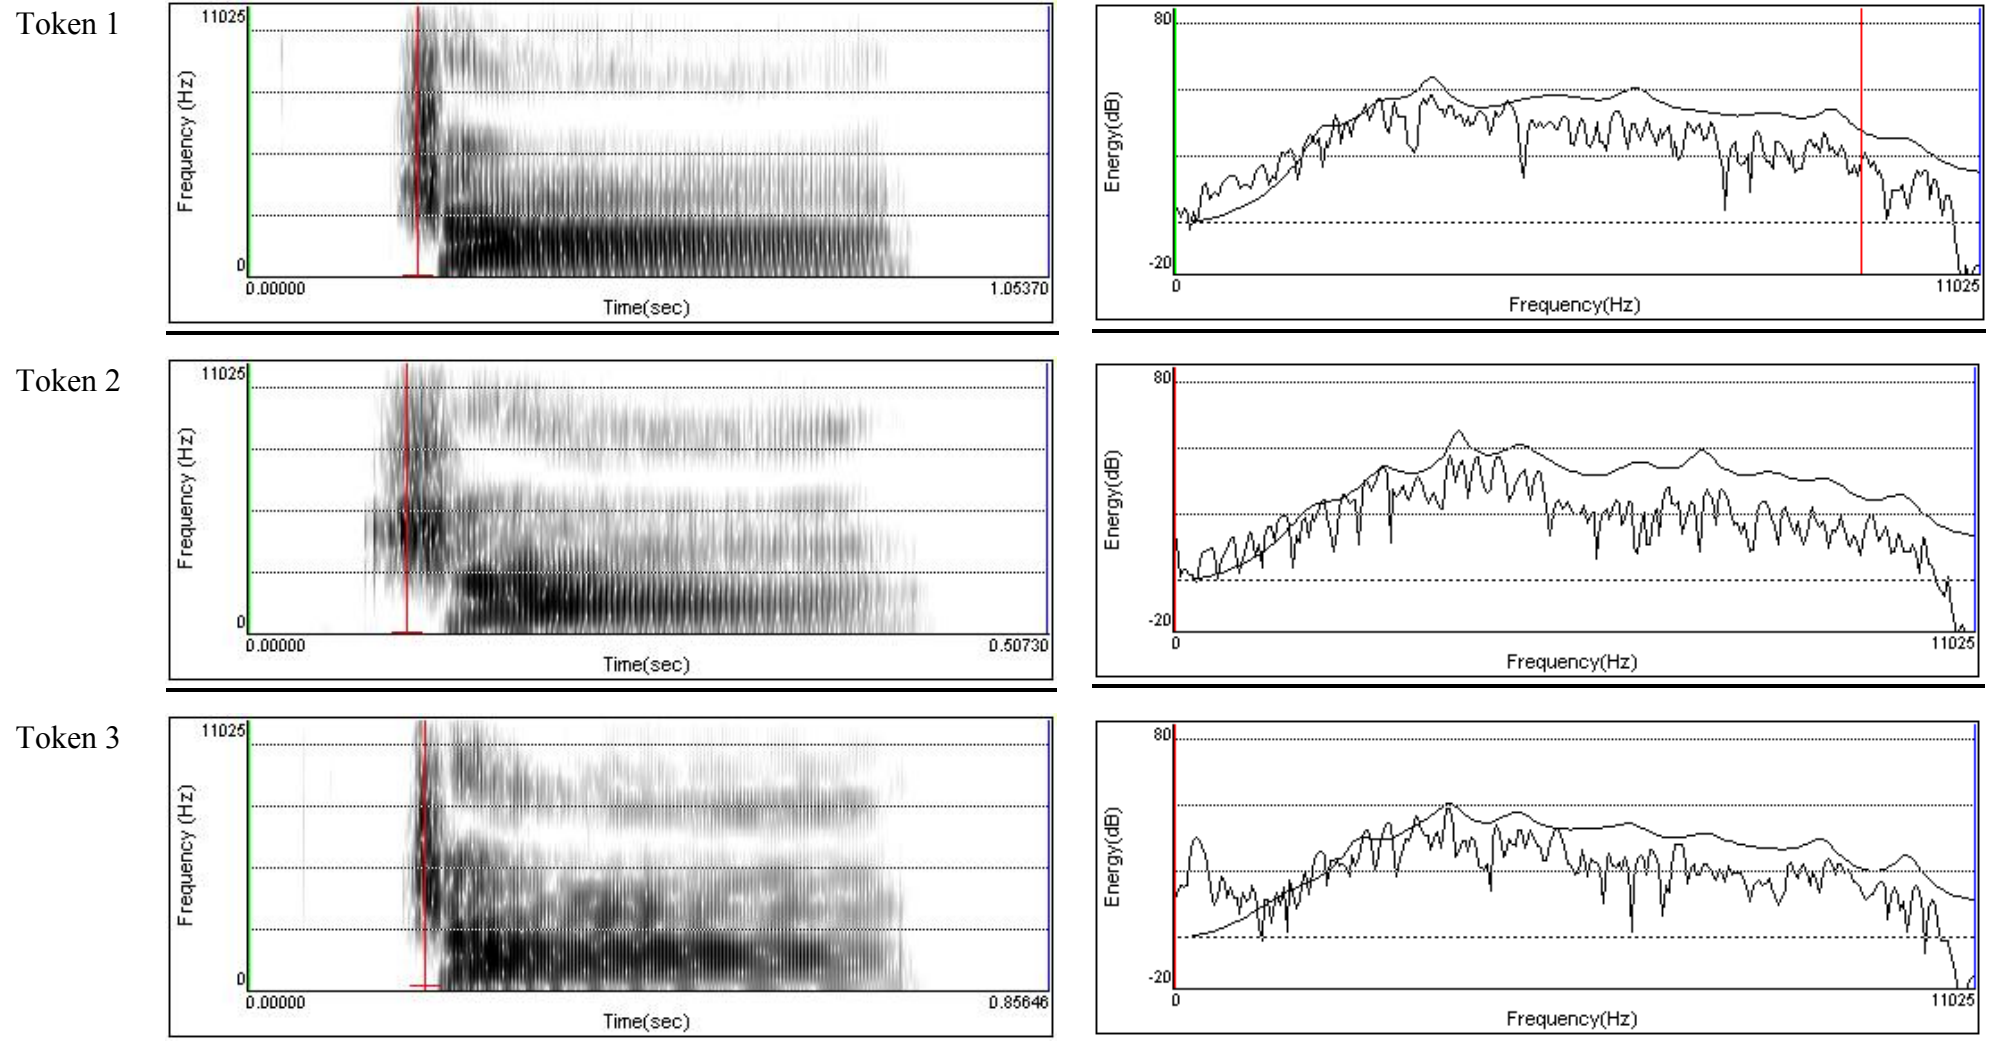 Token 1
11025
Frequency (Hz)
0
0.00000
1.05370
Time(sec)
80
Energy(dB)
-20
0
11025
Frequency(Hz)
Token 2
11025
Frequency (Hz)
0
0.00000
0.50730
Time(sec)
80
Energy(dB)
-20
0
11025
Frequency(Hz)
Token 3
11025
Frequency (Hz)
0
0.00000
0.85646
Time(sec)
80
Energy(dB)
-20
0
11025
Frequency(Hz)